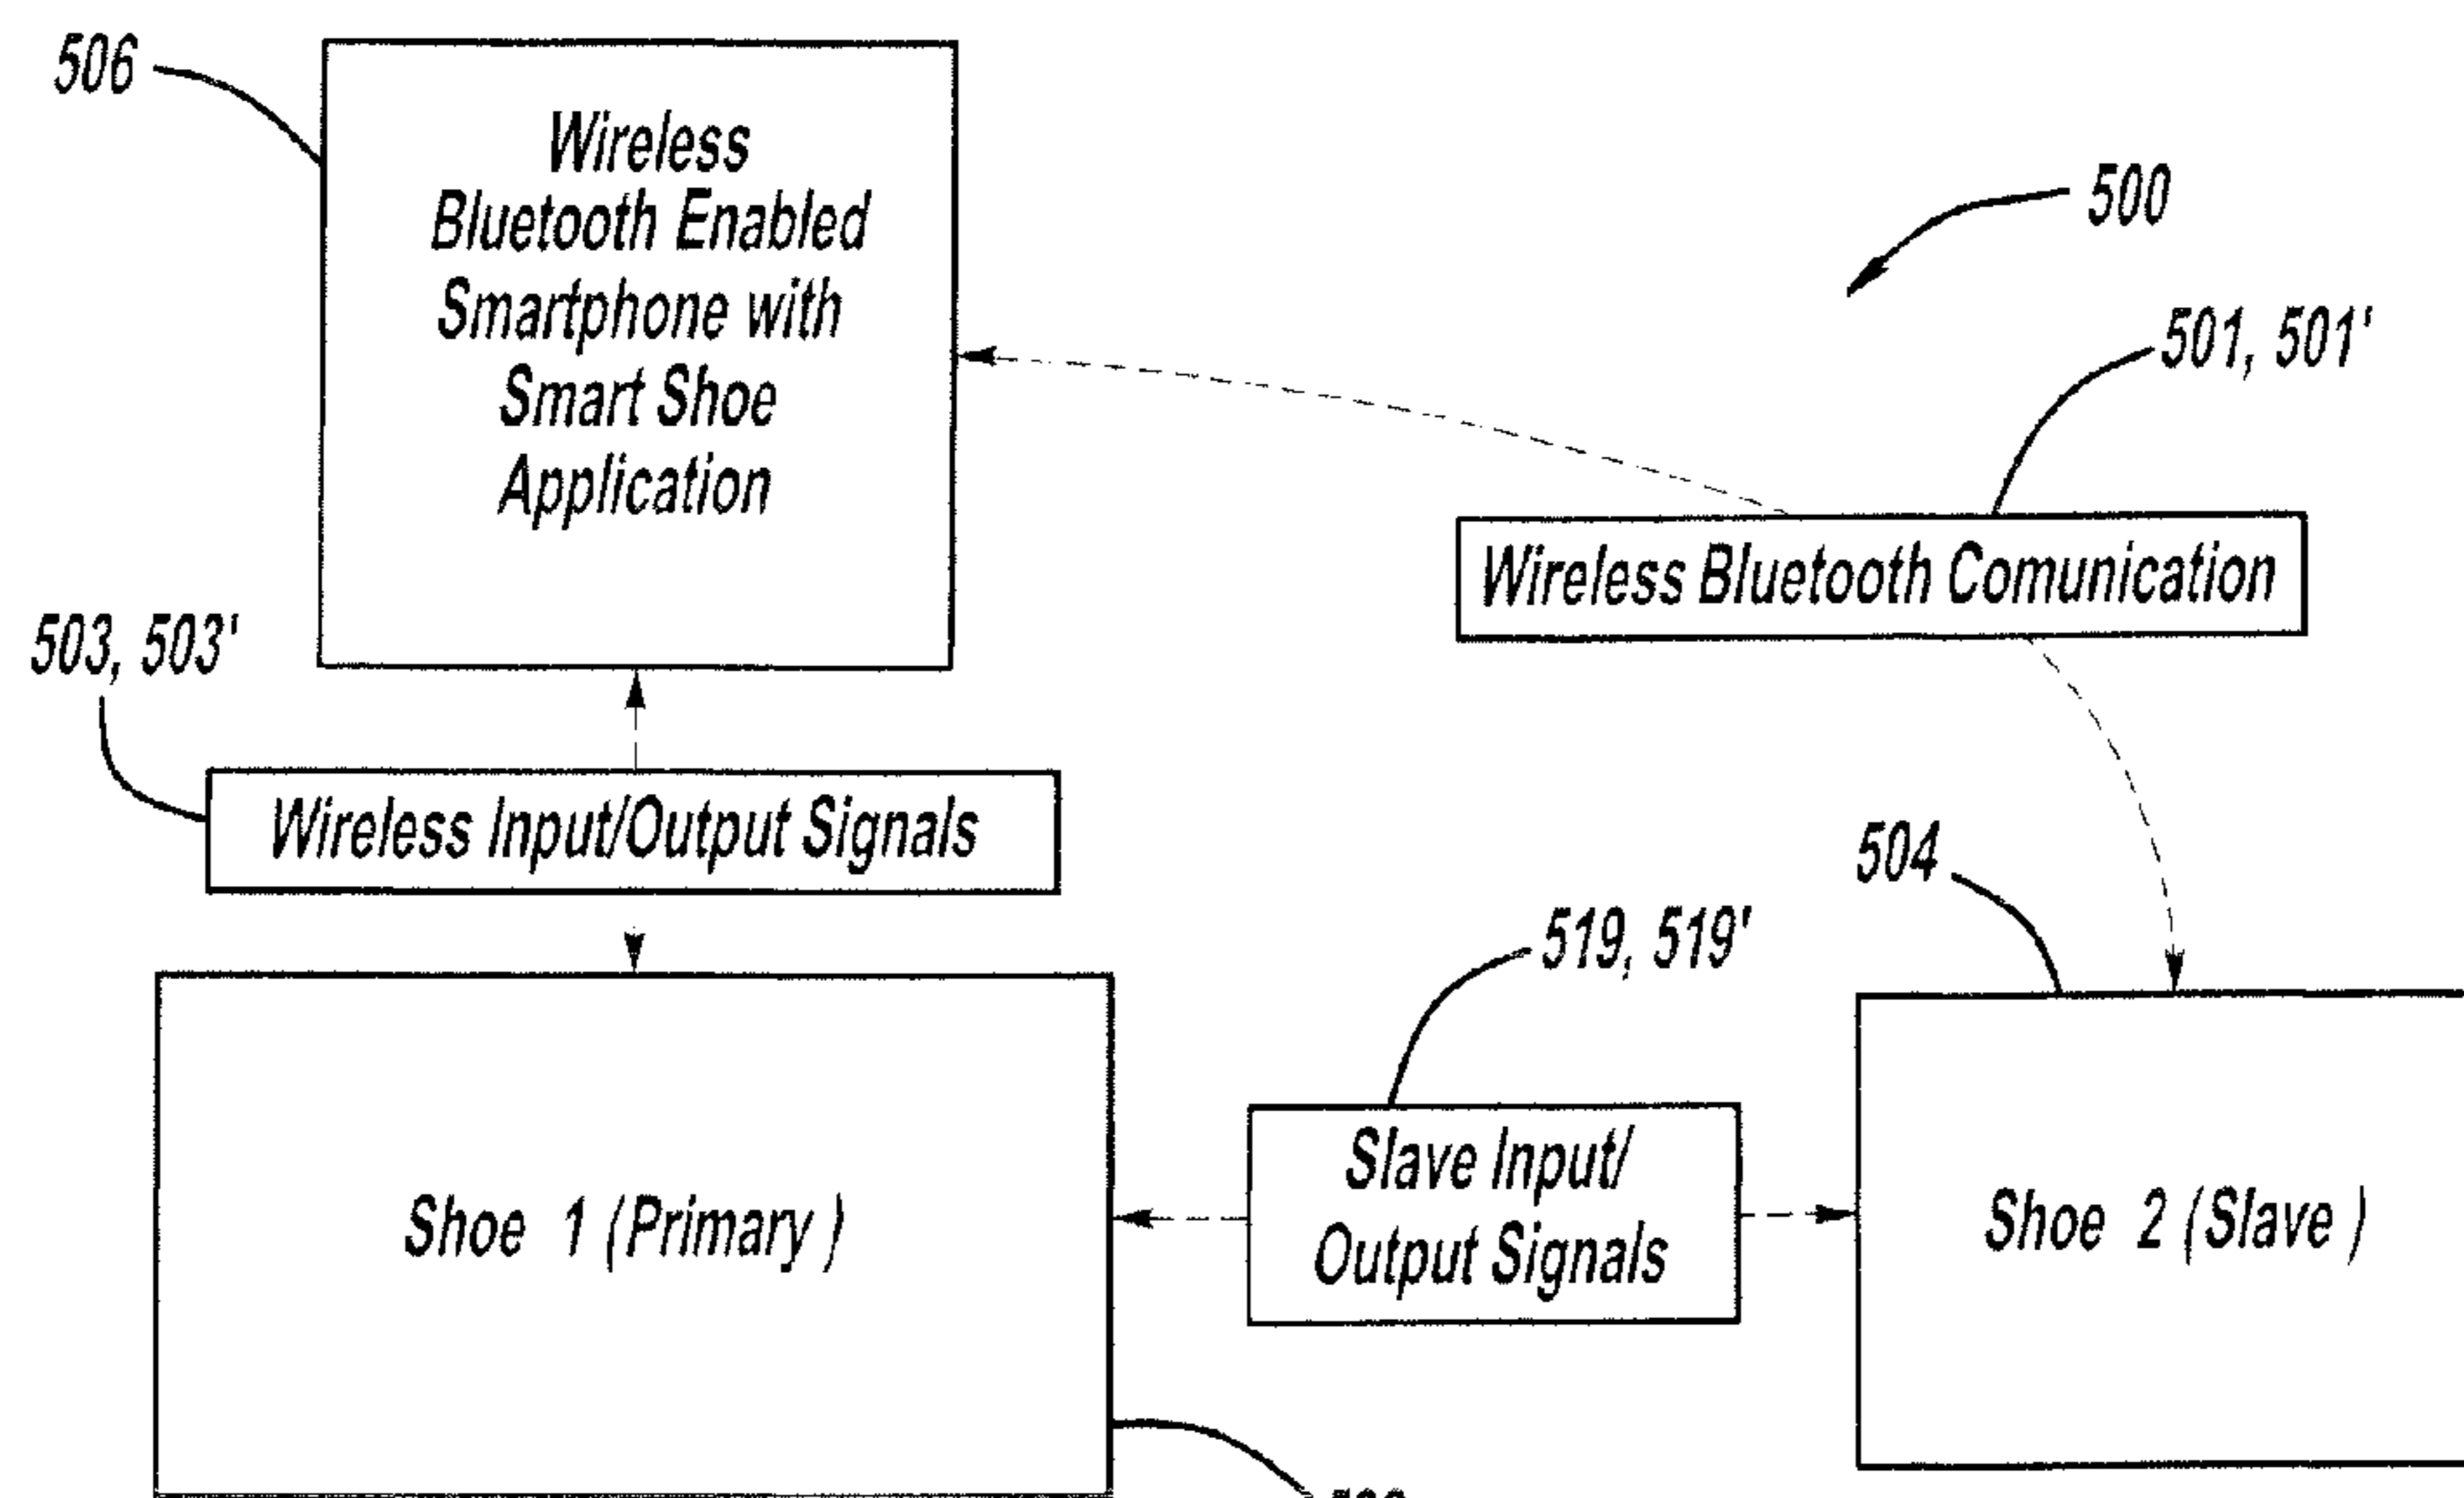 506
Wireless
Bluetooth Enabled
Smartphone with
Smart Shoe
Application
500
501, 501'
Wireless Bluetooth Comunication
503, 503'
Wireless Input/Output Signals
504
519, 519'
Slave Input/
Output Signals
Shoe 1 (Primary )
Shoe 2 (Slave )